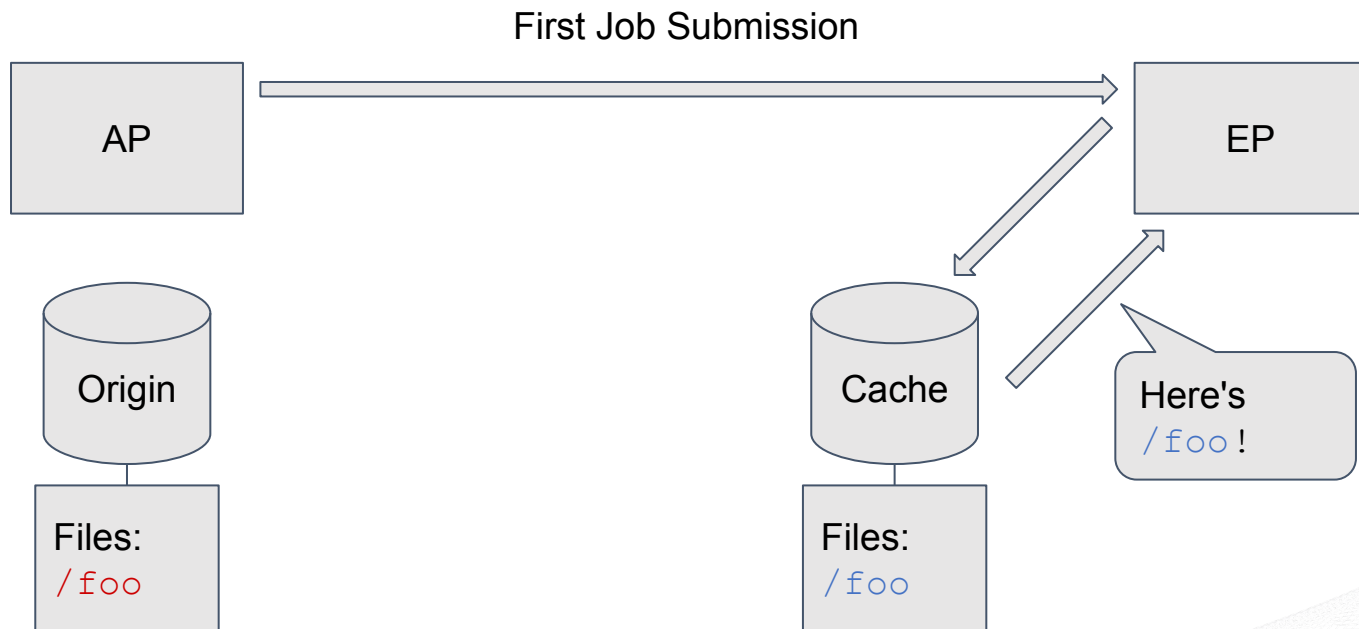 First Job Submission
AP
EP
Origin
Cache
Here's
/foo!
Files:
/foo
Files:
/foo